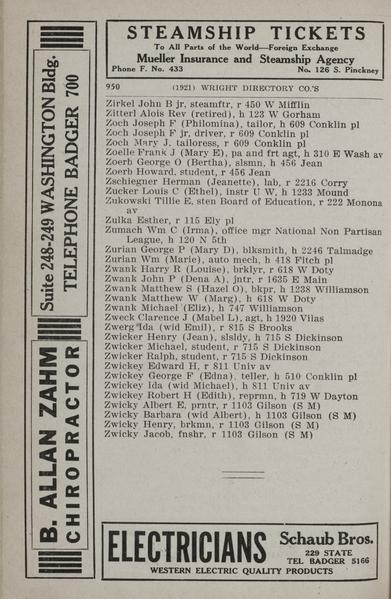 STEAMSHIP TICKETS
To All Parts of the World—Foreign Exchange
Mueller Insurance and Steamship Agency
Phone F. No. 433 No. 126 S. Pinckney
950 (1921) WRIGHT DIRECTORY CO.'S
Zirkel John B jr, steamftr, r 450 W Mifflin
Zitterl Alois Rev (retired), h 123 W Gorham
Zoch Joseph F (Philomina), tailor, h 609 Conklin pl
Zoch Joseph F jr, driver, r 609 Conklin pl
Zoch Mary J, tailoress, r 609 Conklin pl
Zoelle Frank J (Mary E), pa and frt agt, h 310 E Wash av
Zoerb George O (Bertha), slsmn, h 456 Jean
Zoerb Howard, student, r 456 Jean
Zschiegner Herman (Jeanette), lab, r 2216 Corry
Zucker Louis C (Ethel), instr U W, h 1233 Mound
Zukowski Tillie E, sten Board of Education, r 222 Monona
av
Zulka Esther, r 115 Ely pl
Zumach Wm C (Irma), office mgr National Non Partisan
League, h 120 N 5th
Zurian George P (Mary D), blksmith, h 2246 Talmadge
Zurian Wm (Marie), auto mech, h 418 Fitch pl
Zwank Harry R (Louise), brklyr, r 618 W Doty
Zwank John P (Dena A), jntr, r 1635 E Main
Zwank Matthew S (Hazel O), bkpr, h 1238 Williamson
Zwank Matthew W (Marg), h 618 W Doty
Zwank Michael (Eliz), h 747 Williamson
Zweck Clarence J (Mabel L), agt, h 1920 Vilas
Zwerg Ida (wid Emil), r 815 S Brooks
Zwicker Henry (Jean), slsldy, h 715 S Dickinson
Zwicker Michael, student, r 715 S Dickinson
Zwicker Ralph, student, r 715 S Dickinson
Zwickey Edward H, r 811 Univ av
Zwickey George F (Edna), teller, h 510 Conklin pl
Zwickey Ida (wid Michael), h 811 Univ av
Zwickey Robert H (Edith), reprmn, h 719 W Dayton
Zwicky Albert E, prntr, r 1103 Gilson (S M)
Zwicky Barbara (wid Albert), h 1103 Gilson (S M)
Zwicky Henry, brkmn, r 1103 Gilson (S M)
Zwicky Jacob, fnshr, r 1103 Gilson (S M)
B. ALLAN ZAHM
CHIROPRACTOR
Suite 248-249 WASHINGTON Bldg.
TELEPHONE BADGER 700
ELECTRICIANS
Schaub Bros.
229 STATE
TEL BADGER 5166
WESTERN ELECTRIC QUALITY PRODUCTS